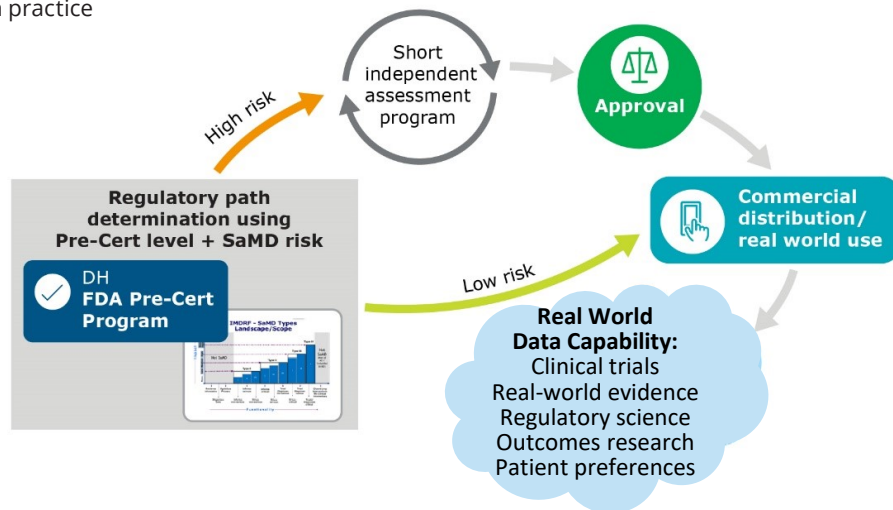 practice
Short
independent
assessment
program
Approval
High risk
Regulatory path
determination using
Pre-Cert level + SaMD risk
DH
FDA Pre-Cert
Program
IMDRF – SaMD Types
Landscape/Scope
Functionality
Low risk
Commercial
distribution/
real world use
Real World
Data Capability:
Clinical trials
Real-world evidence
Regulatory science
Outcomes research
Patient preferences